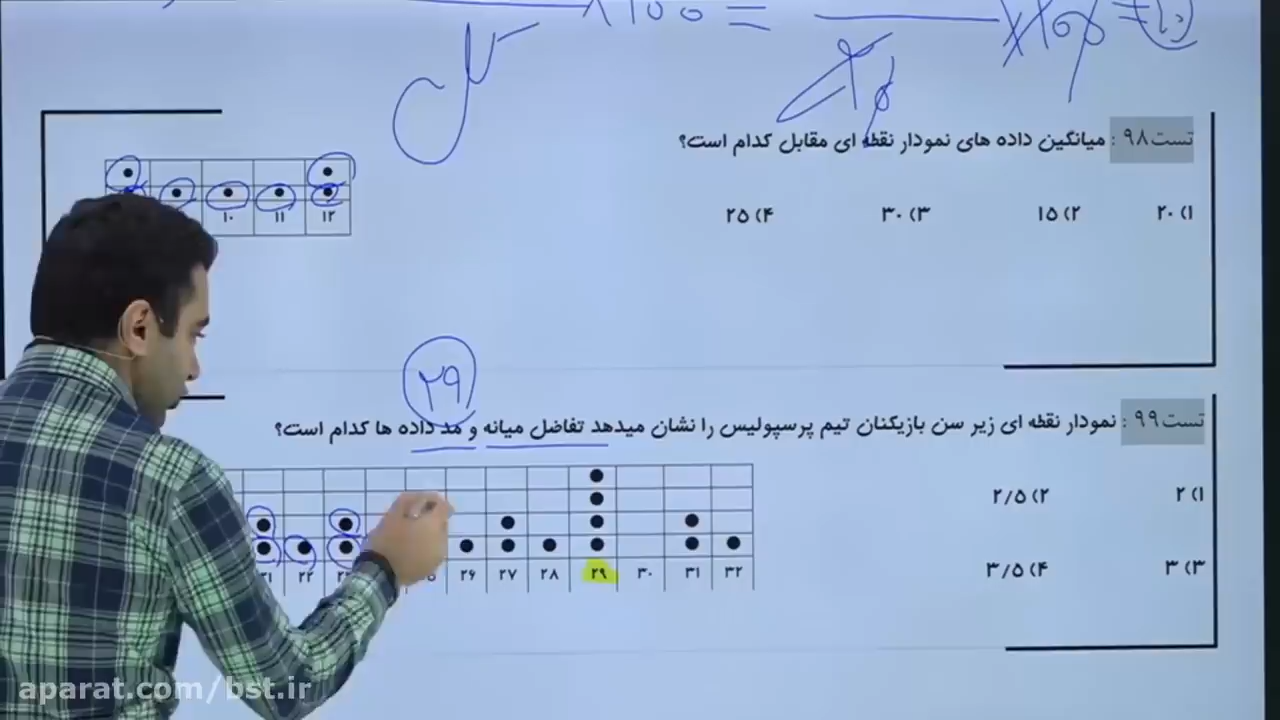 × ۱۰۰ =
تست ۹۸ : میانگین داده های نمودار نقطه ای مقابل کدام است؟
۱) ۲۰ ۲) ۱۵ ۳) ۳۰ ۴) ۲۵
۱۰ ۱۱ ۱۲
۲۹
تست ۹۹ : نمودار نقطه ای زیر سن بازیکنان تیم پرسپولیس را نشان میدهد تفاضل میانه و مد داده ها کدام است؟
۱) ۲ ۲) ۲/۵
۳) ۳ ۴) ۳/۵
۲۱ ۲۲ ۲۶ ۲۷ ۲۸ ۲۹ ۳۰ ۳۱ ۳۲
aparat.com/bst.ir